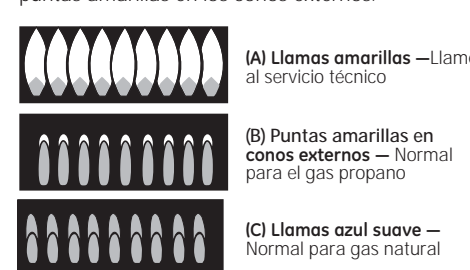 puntas amarillas en los conos externos.
(A) Llamas amarillas —Llame
al servicio técnico
(B) Puntas amarillas en
conos externos — Normal
para el gas propano
(C) Llamas azul suave —
Normal para gas natural